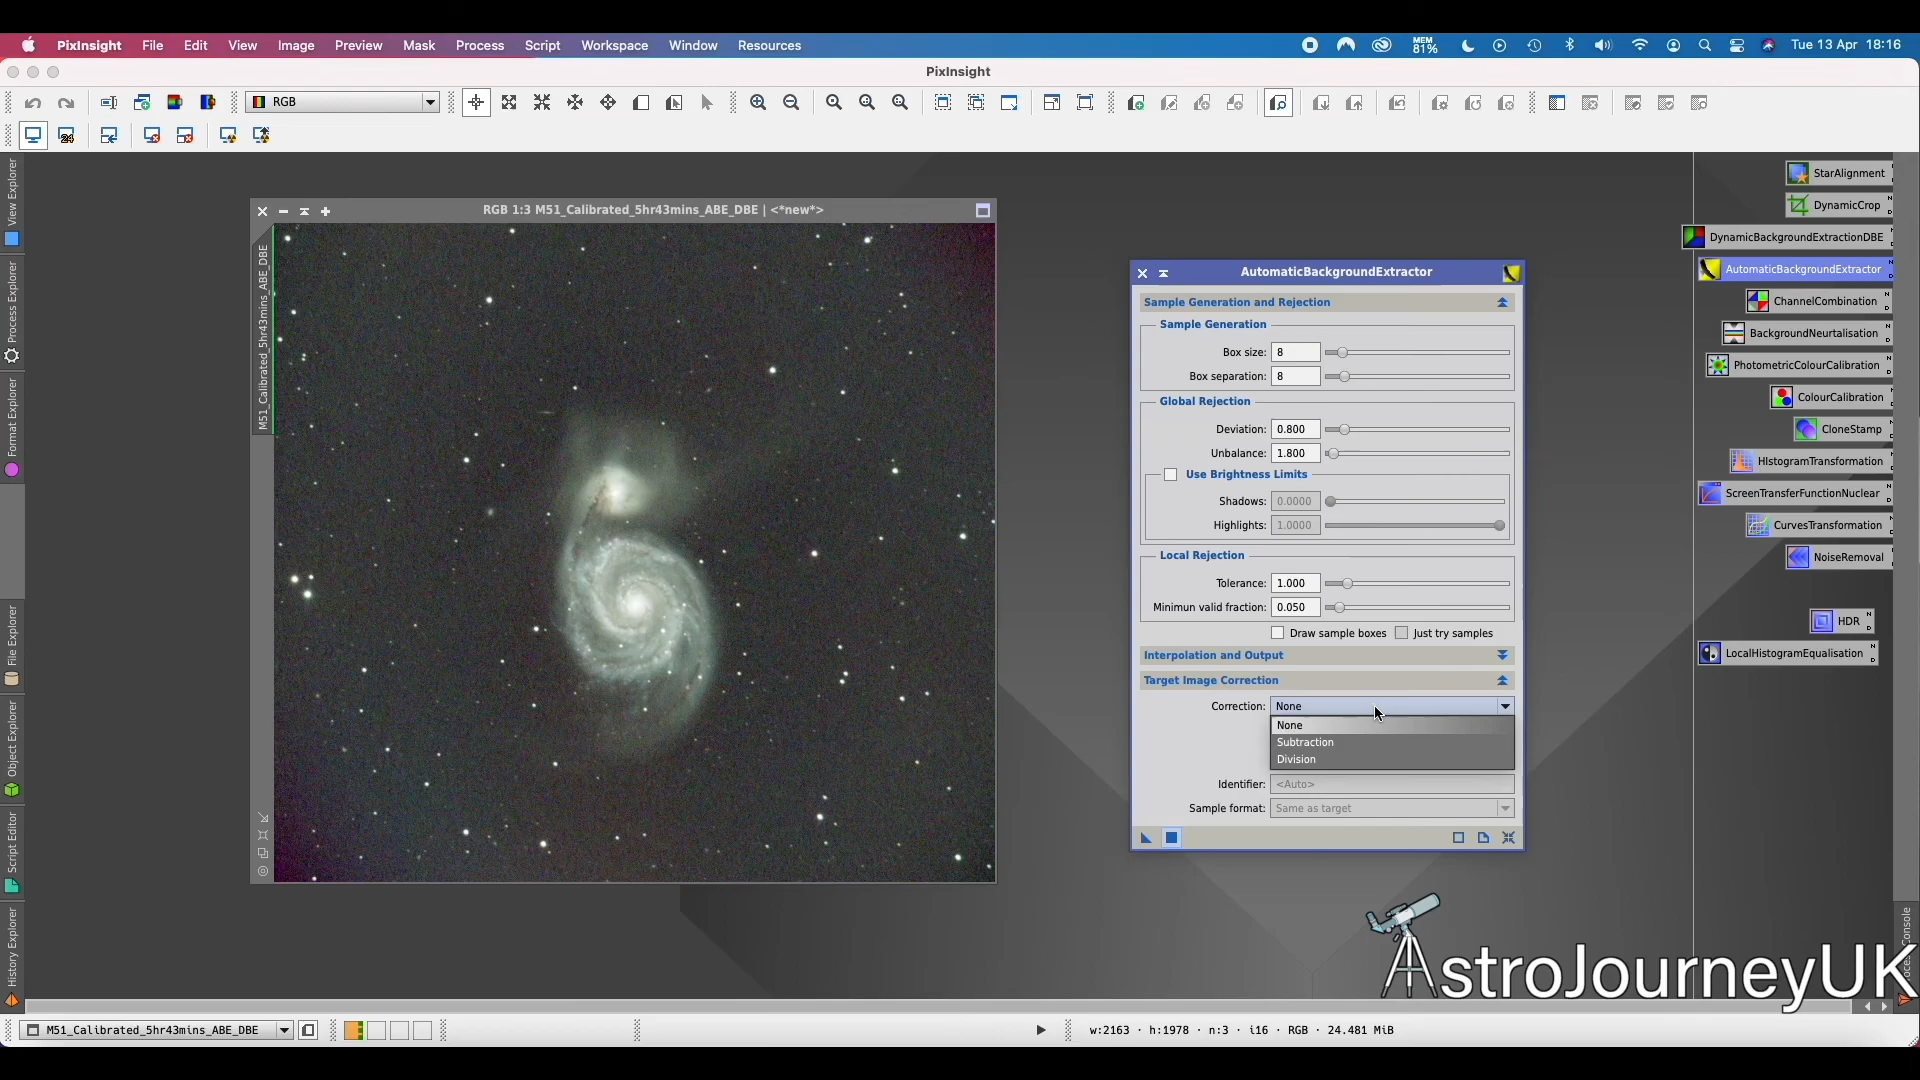 PixInsight File Edit View Image Preview Mask Process Script Workspace Window Resources MEM 81% Tue 13 Apr 18:16
PixInsight
RGB
24
RGB 1:3 M51_Calibrated_5hr43mins_ABE_DBE | <*new*>
M51_Calibrated_5hr43mins_ABE_DBE
View Explorer
Process Explorer
Format Explorer
File Explorer
Object Explorer
Script Editor
History Explorer
AutomaticBackgroundExtractor
Sample Generation and Rejection
Sample Generation
Box size: 8
Box separation: 8
Global Rejection
Deviation: 0.800
Unbalance: 1.800
Use Brightness Limits
Shadows: 0.0000
Highlights: 1.0000
Local Rejection
Tolerance: 1.000
Minimun valid fraction: 0.050
Draw sample boxes Just try samples
Interpolation and Output
Target Image Correction
Correction: None
None
Subtraction
Division
Identifier: <Auto>
Sample format: Same as target
StarAlignment
DynamicCrop
DynamicBackgroundExtractionDBE
AutomaticBackgroundExtractor
ChannelCombination
BackgroundNeurtalisation
PhotometricColourCalibration
ColourCalibration
CloneStamp
HIstogramTransformation
ScreenTransferFunctionNuclear
CurvesTransformation
NoiseRemoval
HDR
LocalHistogramEqualisation
AstroJourneyUK
M51_Calibrated_5hr43mins_ABE_DBE
w:2163 · h:1978 · n:3 · i16 · RGB · 24.481 MiB